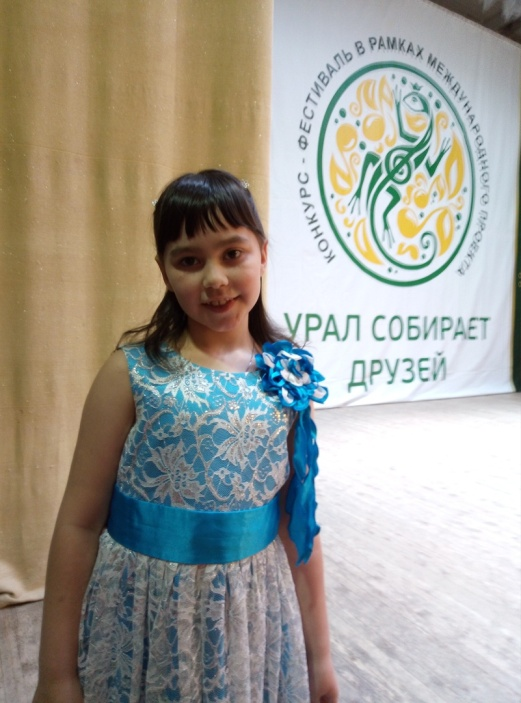 КОНКУРС - ФЕСТИВАЛЬ В РАМКАХ МЕЖДУНАРОДНОГО ПРОЕКТА
УРАЛ СОБИРАЕТ
ДРУЗЕЙ